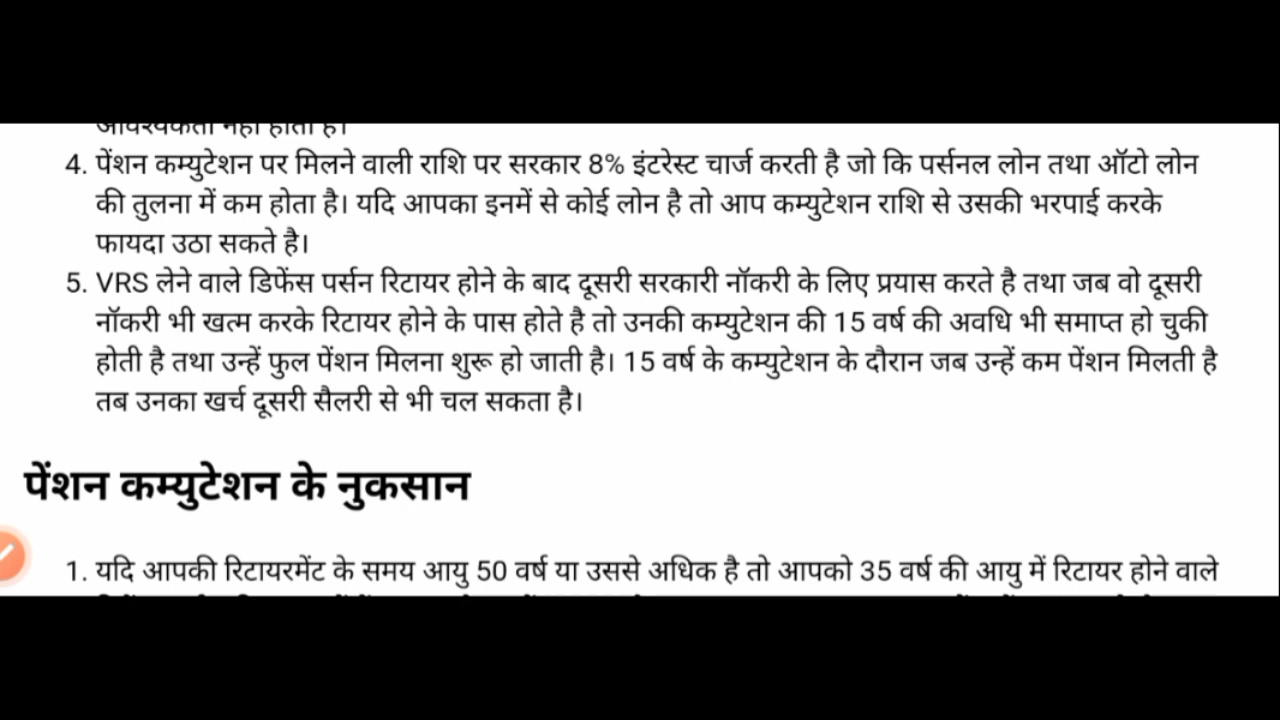 आवश्यकता नही होती है।
4. पेंशन कम्युटेशन पर मिलने वाली राशि पर सरकार 8% इंटरेस्ट चार्ज करती है जो कि पर्सनल लोन तथा ऑटो लोन
की तुलना में कम होता है। यदि आपका इनमें से कोई लोन है तो आप कम्युटेशन राशि से उसकी भरपाई करके
फायदा उठा सकते है।
5. VRS लेने वाले डिफेंस पर्सन रिटायर होने के बाद दूसरी सरकारी नॉकरी के लिए प्रयास करते है तथा जब वो दूसरी
नॉकरी भी खत्म करके रिटायर होने के पास होते है तो उनकी कम्युटेशन की 15 वर्ष की अवधि भी समाप्त हो चुकी
होती है तथा उन्हें फुल पेंशन मिलना शुरू हो जाती है। 15 वर्ष के कम्युटेशन के दौरान जब उन्हें कम पेंशन मिलती है
तब उनका खर्च दूसरी सैलरी से भी चल सकता है।
पेंशन कम्युटेशन के नुकसान
1. यदि आपकी रिटायरमेंट के समय आयु 50 वर्ष या उससे अधिक है तो आपको 35 वर्ष की आयु में रिटायर होने वाले